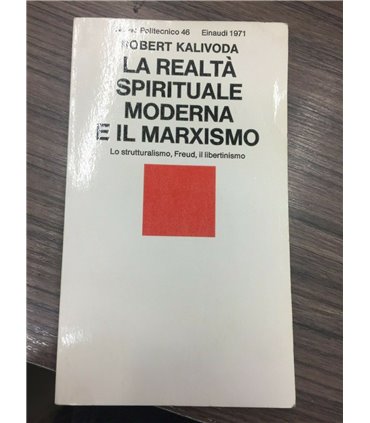 Politecnico 46 Einaudi 1971
ROBERT KALIVODA
LA REALTÀ
SPIRITUALE
MODERNA
E IL MARXISMO
Lo strutturalismo, Freud, il libertinismo